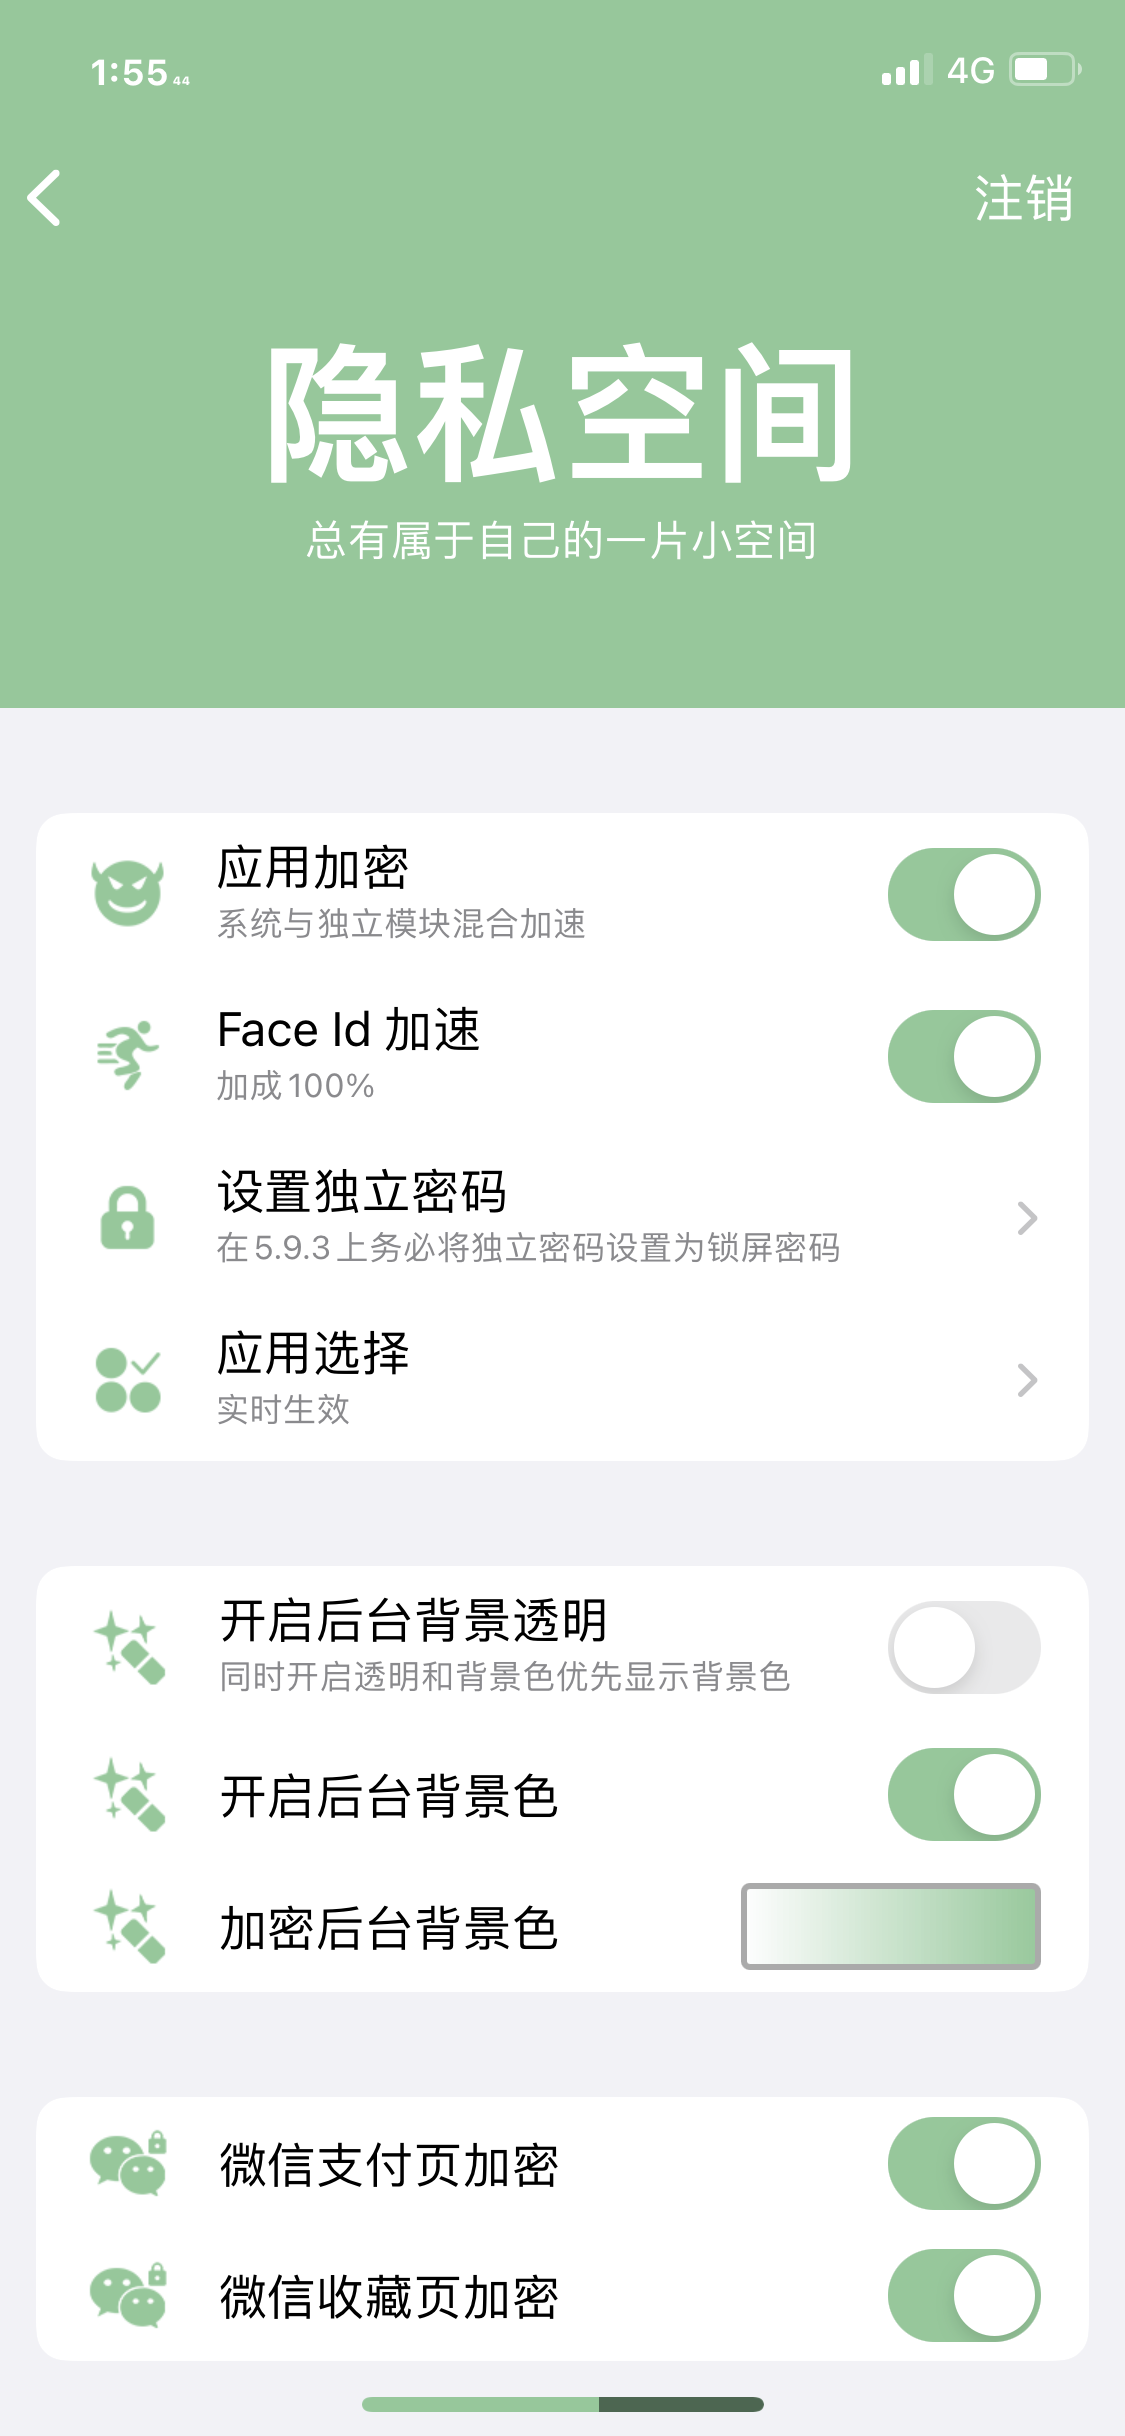 1:55 44
4G
注销
隐私空间
总有属于自己的一片小空间
应用加密
系统与独立模块混合加速
Face Id 加速
加成 100%
设置独立密码
在 5.9.3 上务必将独立密码设置为锁屏密码
应用选择
实时生效
开启后台背景透明
同时开启透明和背景色优先显示背景色
开启后台背景色
加密后台背景色
微信支付页加密
微信收藏页加密